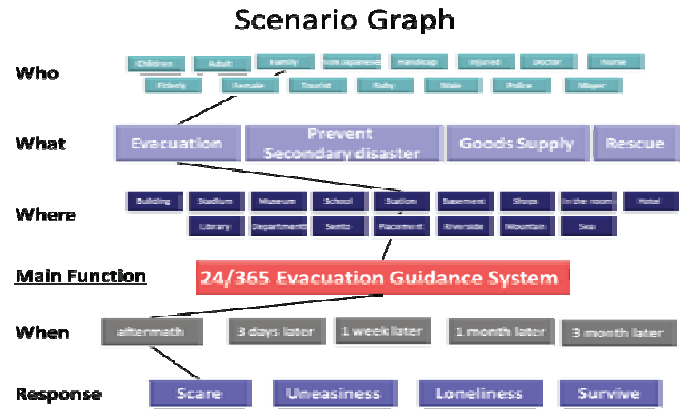 Scenario Graph
Who
Children Adult Family Non Japanese Handicap Injured Doctor Nurse
Elderly Female Tourist Baby Male Police Mayor
What
Evacuation Prevent Secondary disaster Goods Supply Rescue
Where
Building Stadium Museum School Station Basement Shops In the room Hotel
Library Department Sento Placement Riverside Mountain Sea
Main Function
24/365 Evacuation Guidance System
When
aftermath 3 days later 1 week later 1 month later 3 month later
Response
Scare Uneasiness Loneliness Survive